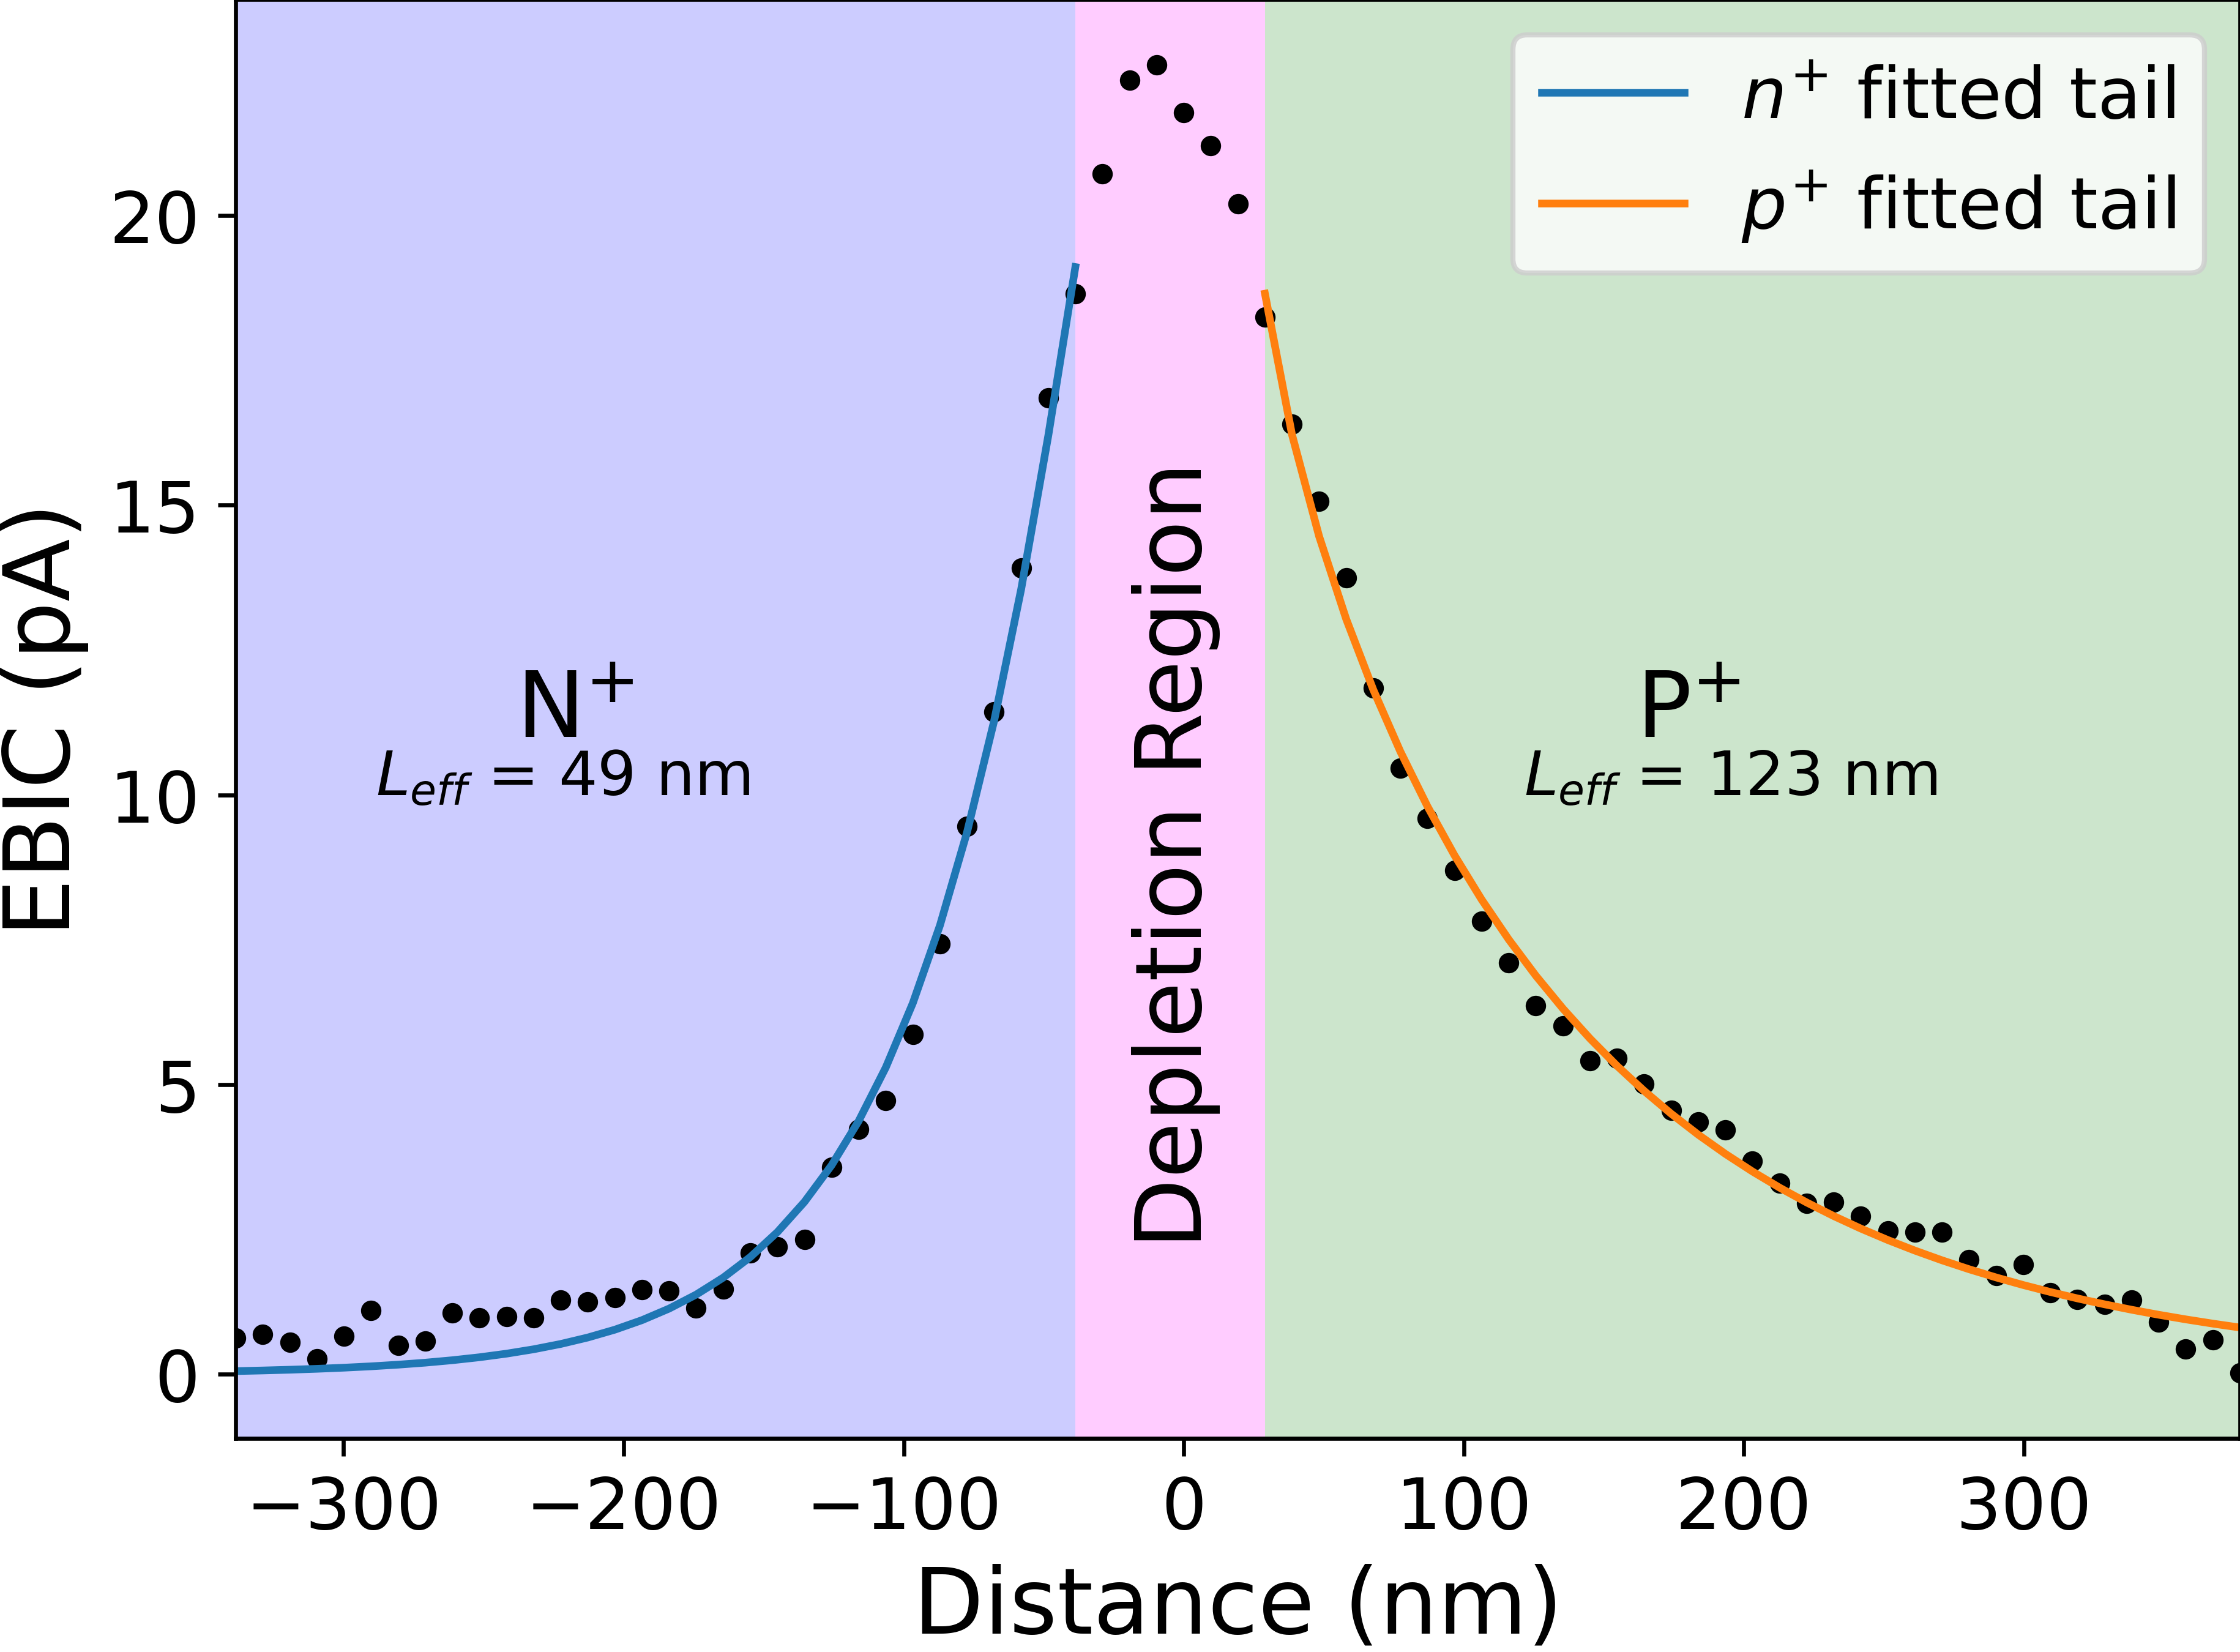 n⁺ fitted tail
p⁺ fitted tail
EBIC (pA)
20
15
10
5
0
N⁺
L_eff = 49 nm
Depletion Region
P⁺
L_eff = 123 nm
−300 −200 −100 0 100 200 300
Distance (nm)